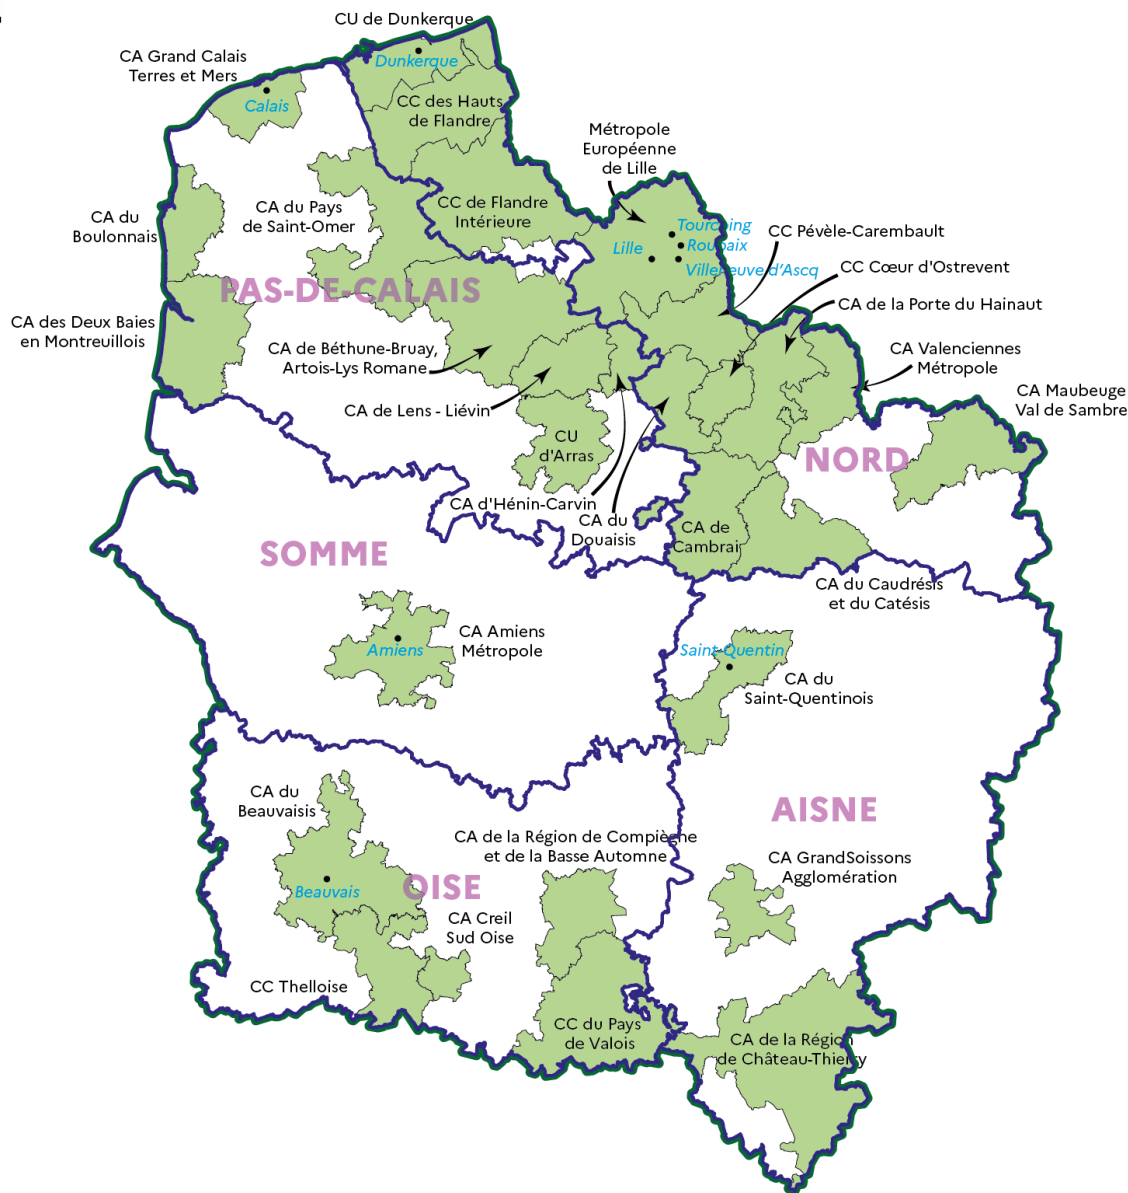 CU de Dunkerque
CA Grand Calais
Terres et Mers
Dunkerque
Calais
CC des Hauts
de Flandre
Métropole
Européenne
de Lille
CA du
Boulonnais
CA du Pays
de Saint-Omer
CC de Flandre
Intérieure
Tourcoing
Roubaix
Lille
Villeneuve d'Ascq
CC Pévèle-Carembault
CC Cœur d'Ostrevent
CA de la Porte du Hainaut
PAS-DE-CALAIS
CA des Deux Baies
en Montreuillois
CA de Béthune-Bruay,
Artois-Lys Romane
CA Valenciennes
Métropole
CA Maubeuge
Val de Sambre
CA de Lens - Liévin
CU
d'Arras
NORD
CA d'Hénin-Carvin
CA du
Douaisis
CA de
Cambrai
SOMME
CA du Caudrésis
et du Catésis
CA Amiens
Métropole
Amiens
Saint-Quentin
CA du
Saint-Quentinois
CA du
Beauvaisis
AISNE
CA de la Région de Compiègne
et de la Basse Automne
CA GrandSoissons
Agglomération
Beauvais
OISE
CA Creil
Sud Oise
CC Thelloise
CC du Pays
de Valois
CA de la Région
de Château-Thierry